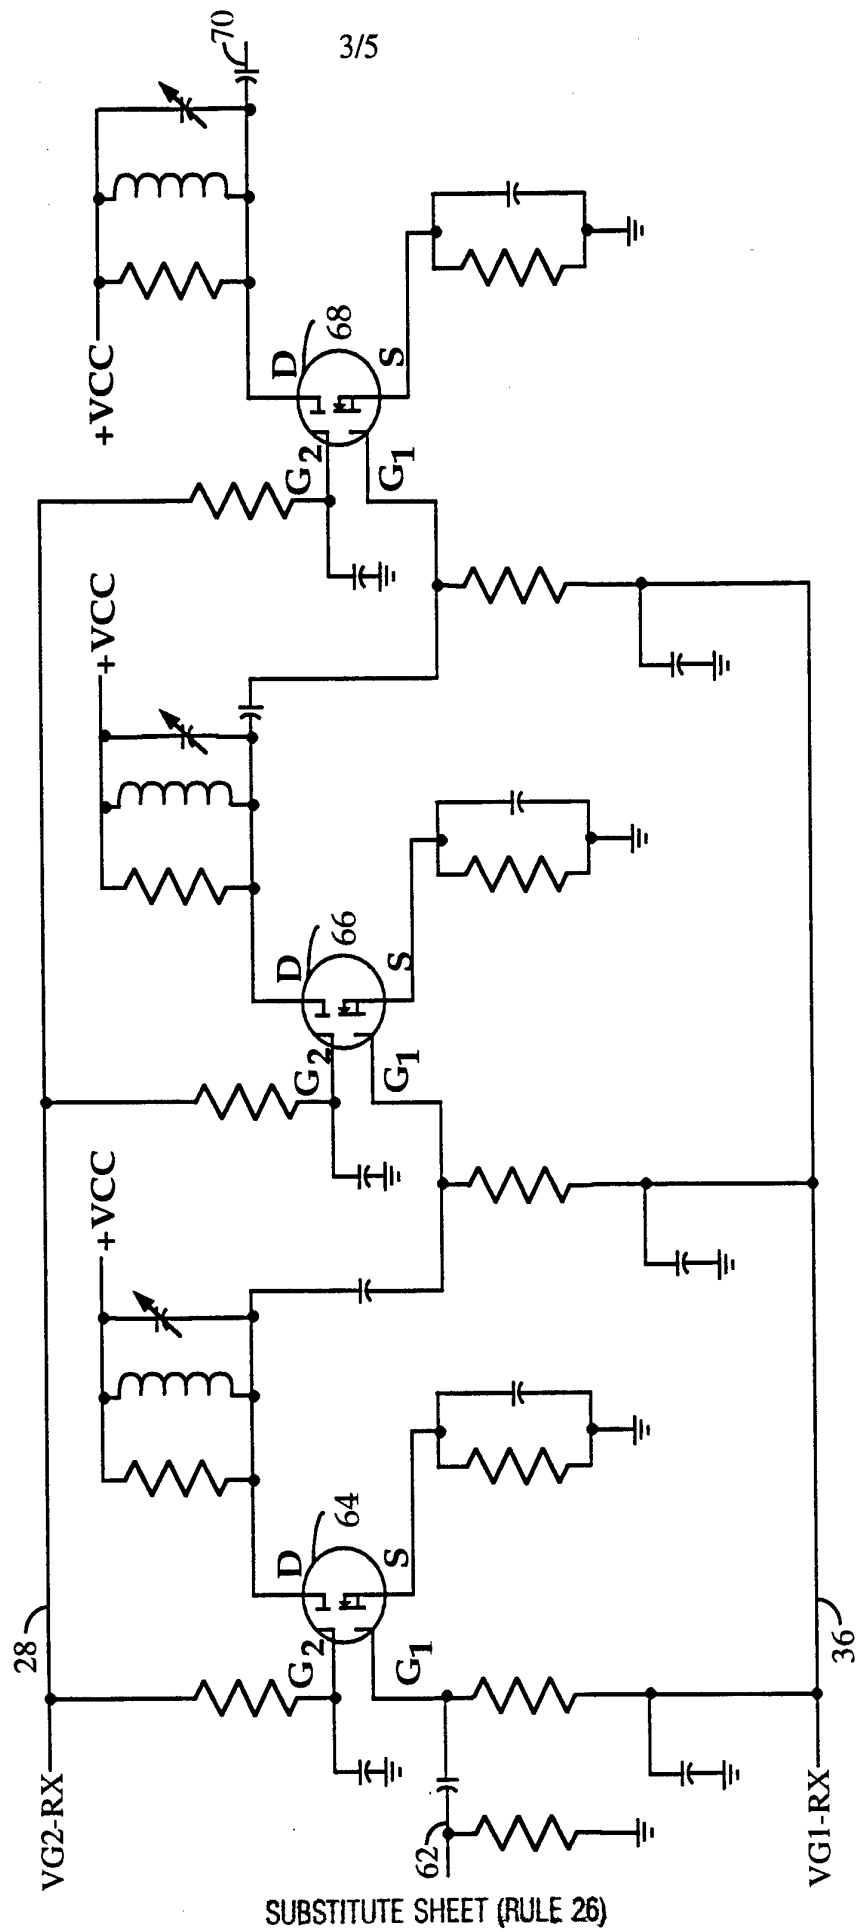 3/5
70
+VCC
D
68
S
G2
G1
+VCC
D
66
S
G2
G1
+VCC
D
64
S
G2
G1
28
36
62
VG2-RX
VG1-RX
SUBSTITUTE SHEET (RULE 26)